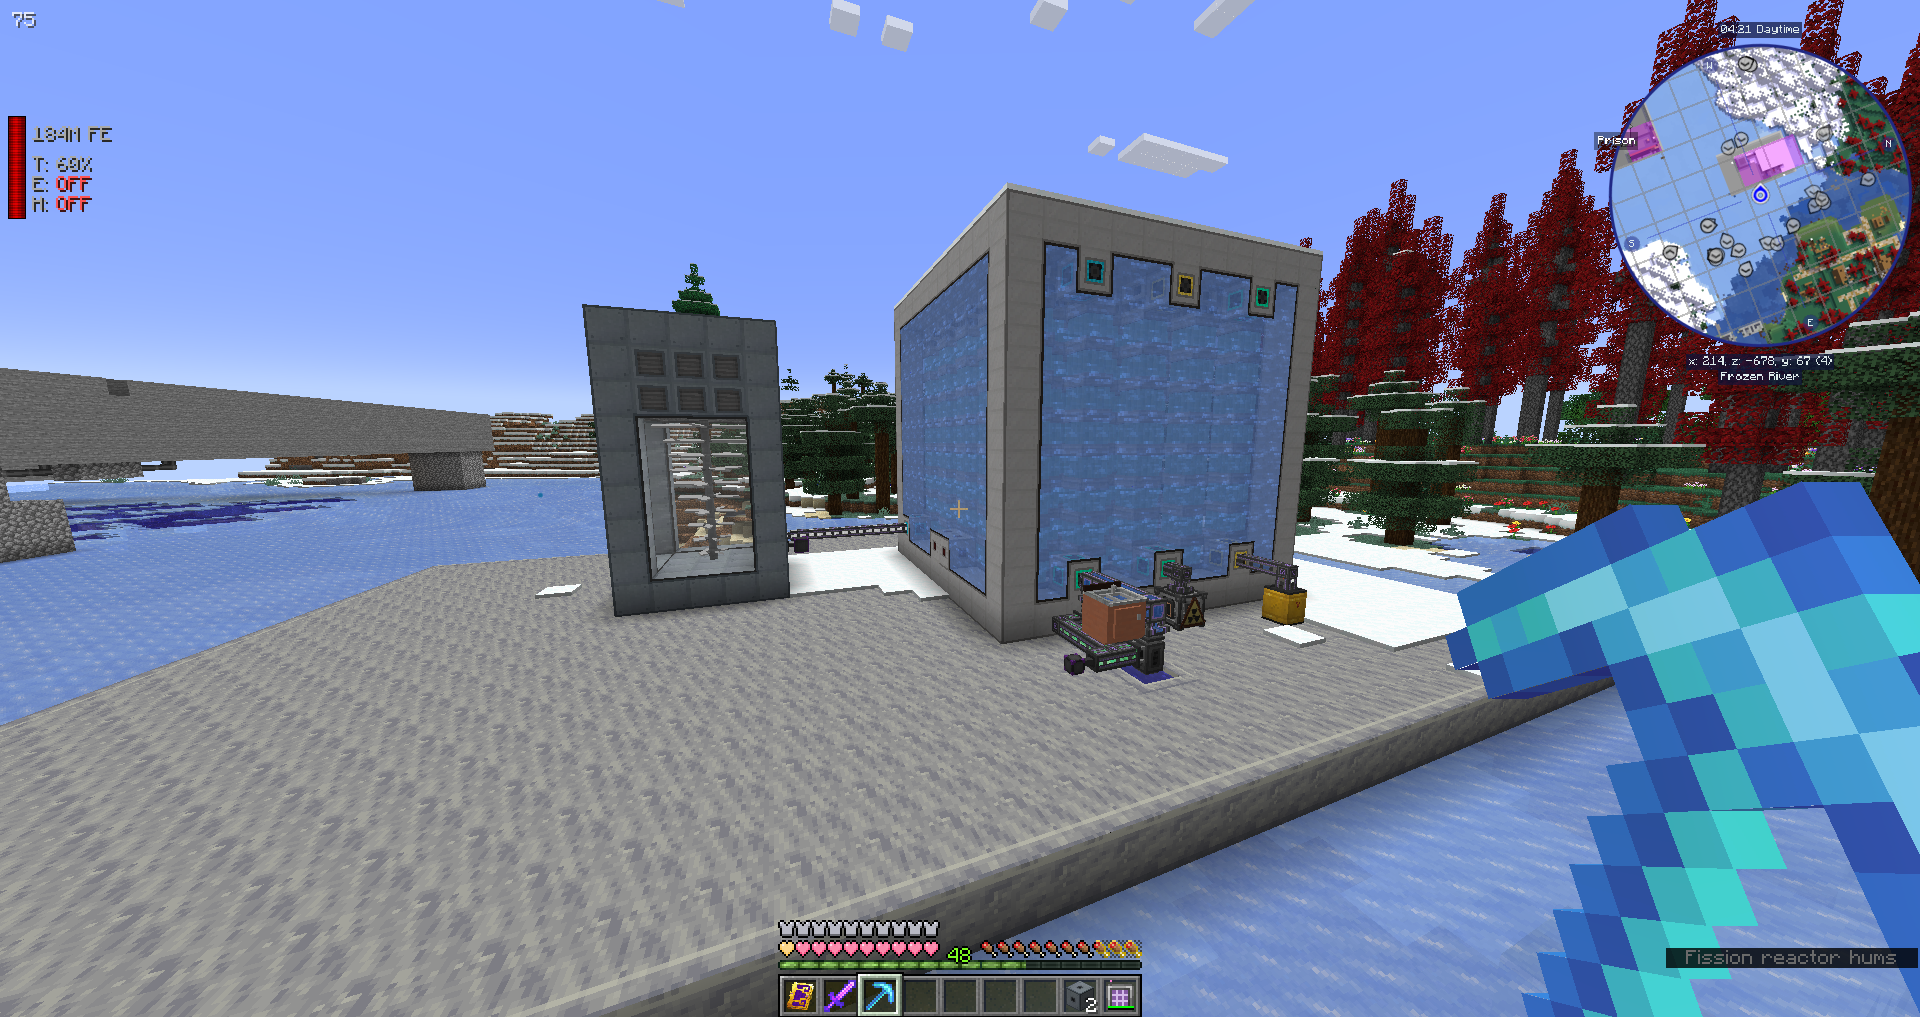 75
04:21 Daytime
184M FE
T: 69%
E: OFF
H: OFF
W
Prison
N
S
E
x: 214, z: -678, y: 67 (4)
Frozen River
48
2
Fission reactor hums